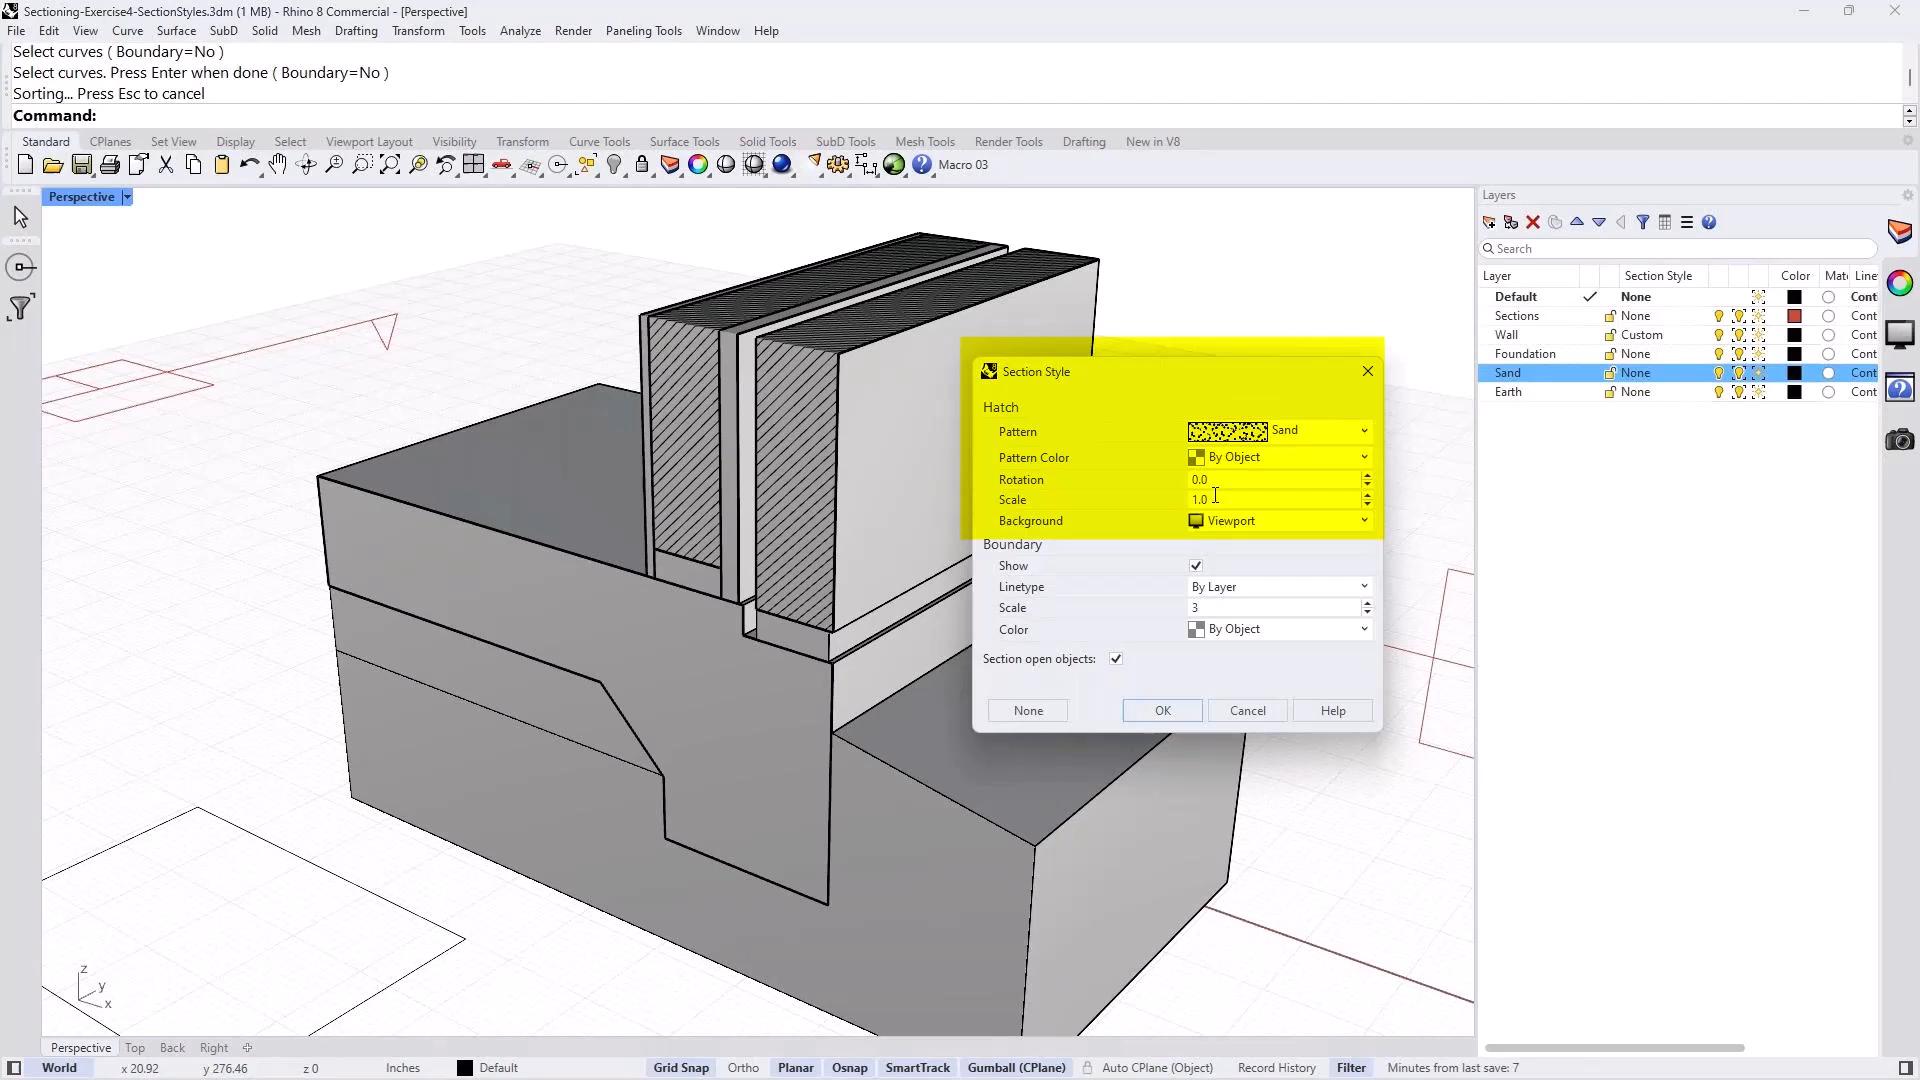 Sectioning-Exercise4-SectionStyles.3dm (1 MB) - Rhino 8 Commercial - [Perspective]
File Edit View Curve Surface SubD Solid Mesh Drafting Transform Tools Analyze Render Paneling Tools Window Help
Select curves ( Boundary=No )
Select curves. Press Enter when done ( Boundary=No )
Sorting... Press Esc to cancel
Command:
Standard CPlanes Set View Display Select Viewport Layout Visibility Transform Curve Tools Surface Tools Solid Tools SubD Tools Mesh Tools Render Tools Drafting New in V8
Macro 03
Perspective
Layers
Search
Layer Section Style Color Mate Line
Default None Cont
Sections None Cont
Wall Custom Cont
Foundation None Cont
Sand None Cont
Earth None Cont
Section Style
Hatch
Pattern Sand
Pattern Color By Object
Rotation 0.0
Scale 1.0
Background Viewport
Boundary
Show
Linetype By Layer
Scale 3
Color By Object
Section open objects:
None OK Cancel Help
z
y
x
Perspective Top Back Right
World x 20.92 y 276.46 z 0 Inches Default Grid Snap Ortho Planar Osnap SmartTrack Gumball (CPlane) Auto CPlane (Object) Record History Filter Minutes from last save: 7